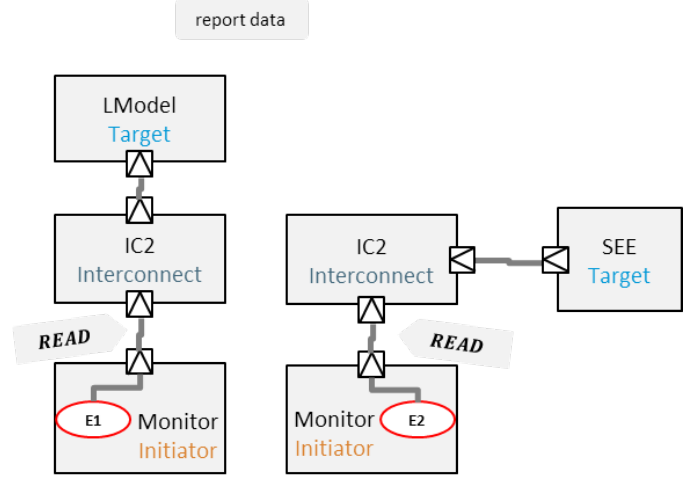 report data
LModel
Target
IC2
Interconnect
IC2
Interconnect
SEE
Target
READ
READ
E1
Monitor
Initiator
Monitor
Initiator
E2